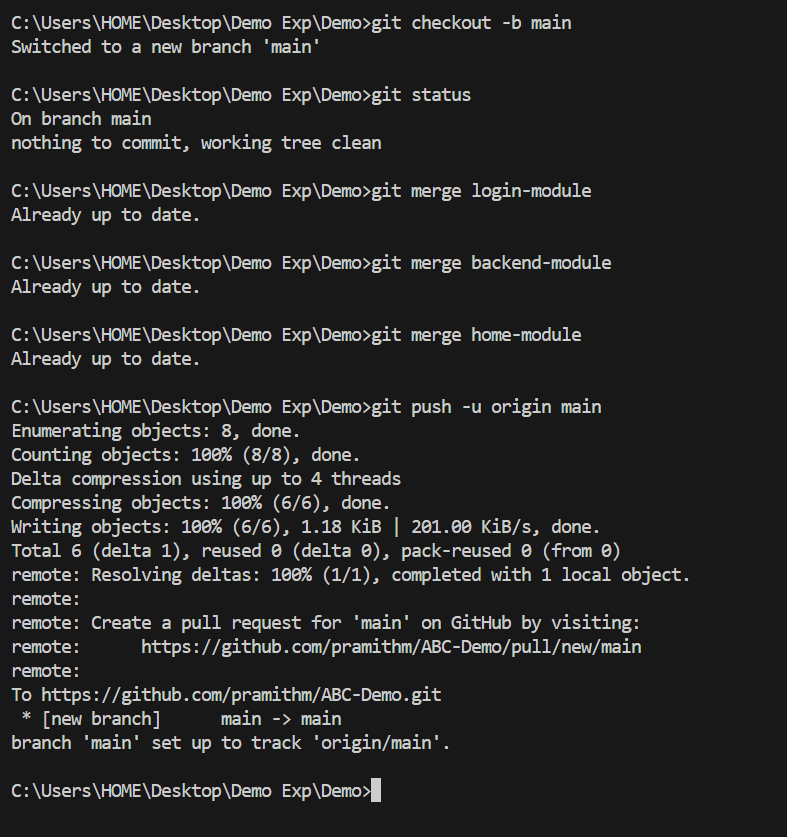 C:\Users\HOME\Desktop\Demo Exp\Demo>git checkout -b main
Switched to a new branch 'main'
C:\Users\HOME\Desktop\Demo Exp\Demo>git status
On branch main
nothing to commit, working tree clean
C:\Users\HOME\Desktop\Demo Exp\Demo>git merge login-module
Already up to date.
C:\Users\HOME\Desktop\Demo Exp\Demo>git merge backend-module
Already up to date.
C:\Users\HOME\Desktop\Demo Exp\Demo>git merge home-module
Already up to date.
C:\Users\HOME\Desktop\Demo Exp\Demo>git push -u origin main
Enumerating objects: 8, done.
Counting objects: 100% (8/8), done.
Delta compression using up to 4 threads
Compressing objects: 100% (6/6), done.
Writing objects: 100% (6/6), 1.18 KiB | 201.00 KiB/s, done.
Total 6 (delta 1), reused 0 (delta 0), pack-reused 0 (from 0)
remote: Resolving deltas: 100% (1/1), completed with 1 local object.
remote:
remote: Create a pull request for 'main' on GitHub by visiting:
remote:      https://github.com/pramithm/ABC-Demo/pull/new/main
remote:
To https://github.com/pramithm/ABC-Demo.git
 * [new branch]      main -> main
branch 'main' set up to track 'origin/main'.
C:\Users\HOME\Desktop\Demo Exp\Demo>